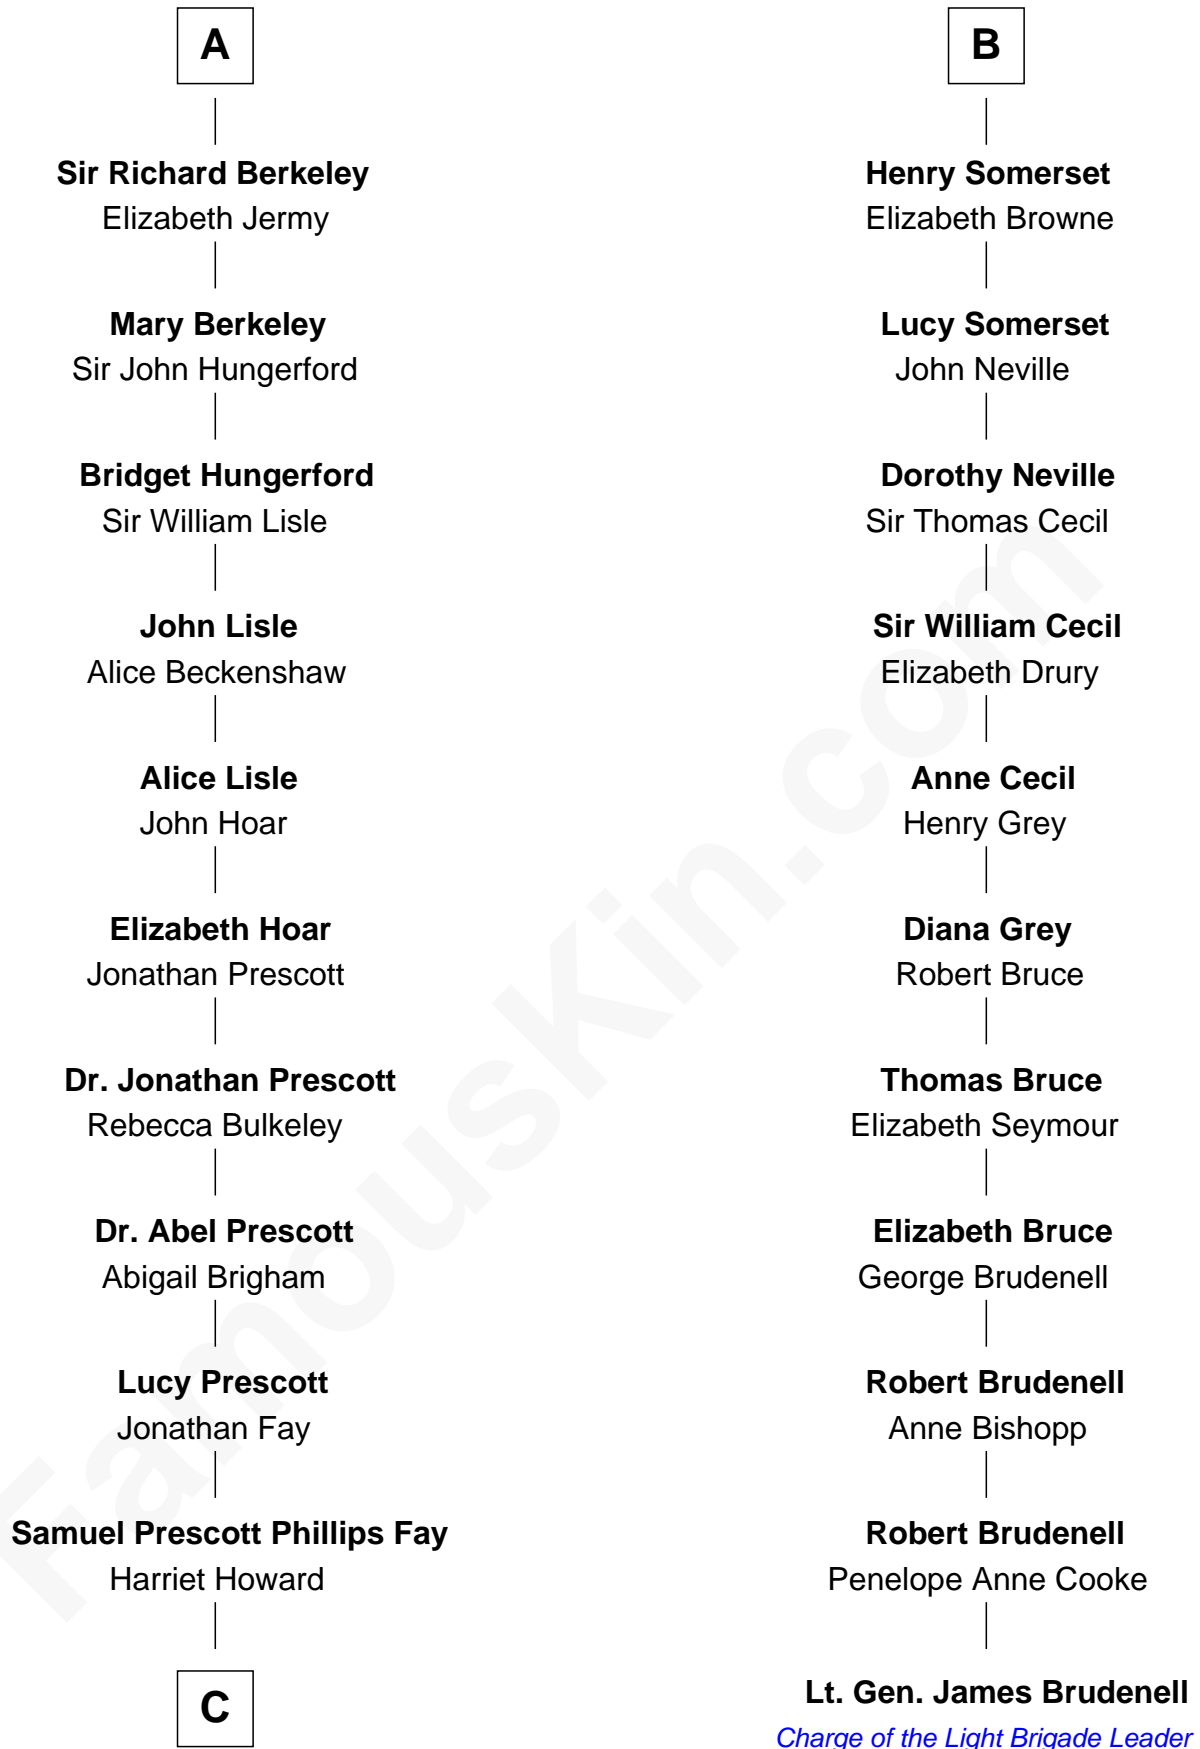 A
Sir Richard Berkeley
Elizabeth Jermy
Mary Berkeley
Sir John Hungerford
Bridget Hungerford
Sir William Lisle
John Lisle
Alice Beckenshaw
Alice Lisle
John Hoar
Elizabeth Hoar
Jonathan Prescott
Dr. Jonathan Prescott
Rebecca Bulkeley
Dr. Abel Prescott
Abigail Brigham
Lucy Prescott
Jonathan Fay
Samuel Prescott Phillips Fay
Harriet Howard
C
B
Henry Somerset
Elizabeth Browne
Lucy Somerset
John Neville
Dorothy Neville
Sir Thomas Cecil
Sir William Cecil
Elizabeth Drury
Anne Cecil
Henry Grey
Diana Grey
Robert Bruce
Thomas Bruce
Elizabeth Seymour
Elizabeth Bruce
George Brudenell
Robert Brudenell
Anne Bishopp
Robert Brudenell
Penelope Anne Cooke
Lt. Gen. James Brudenell
Charge of the Light Brigade Leader
FamousKin.com